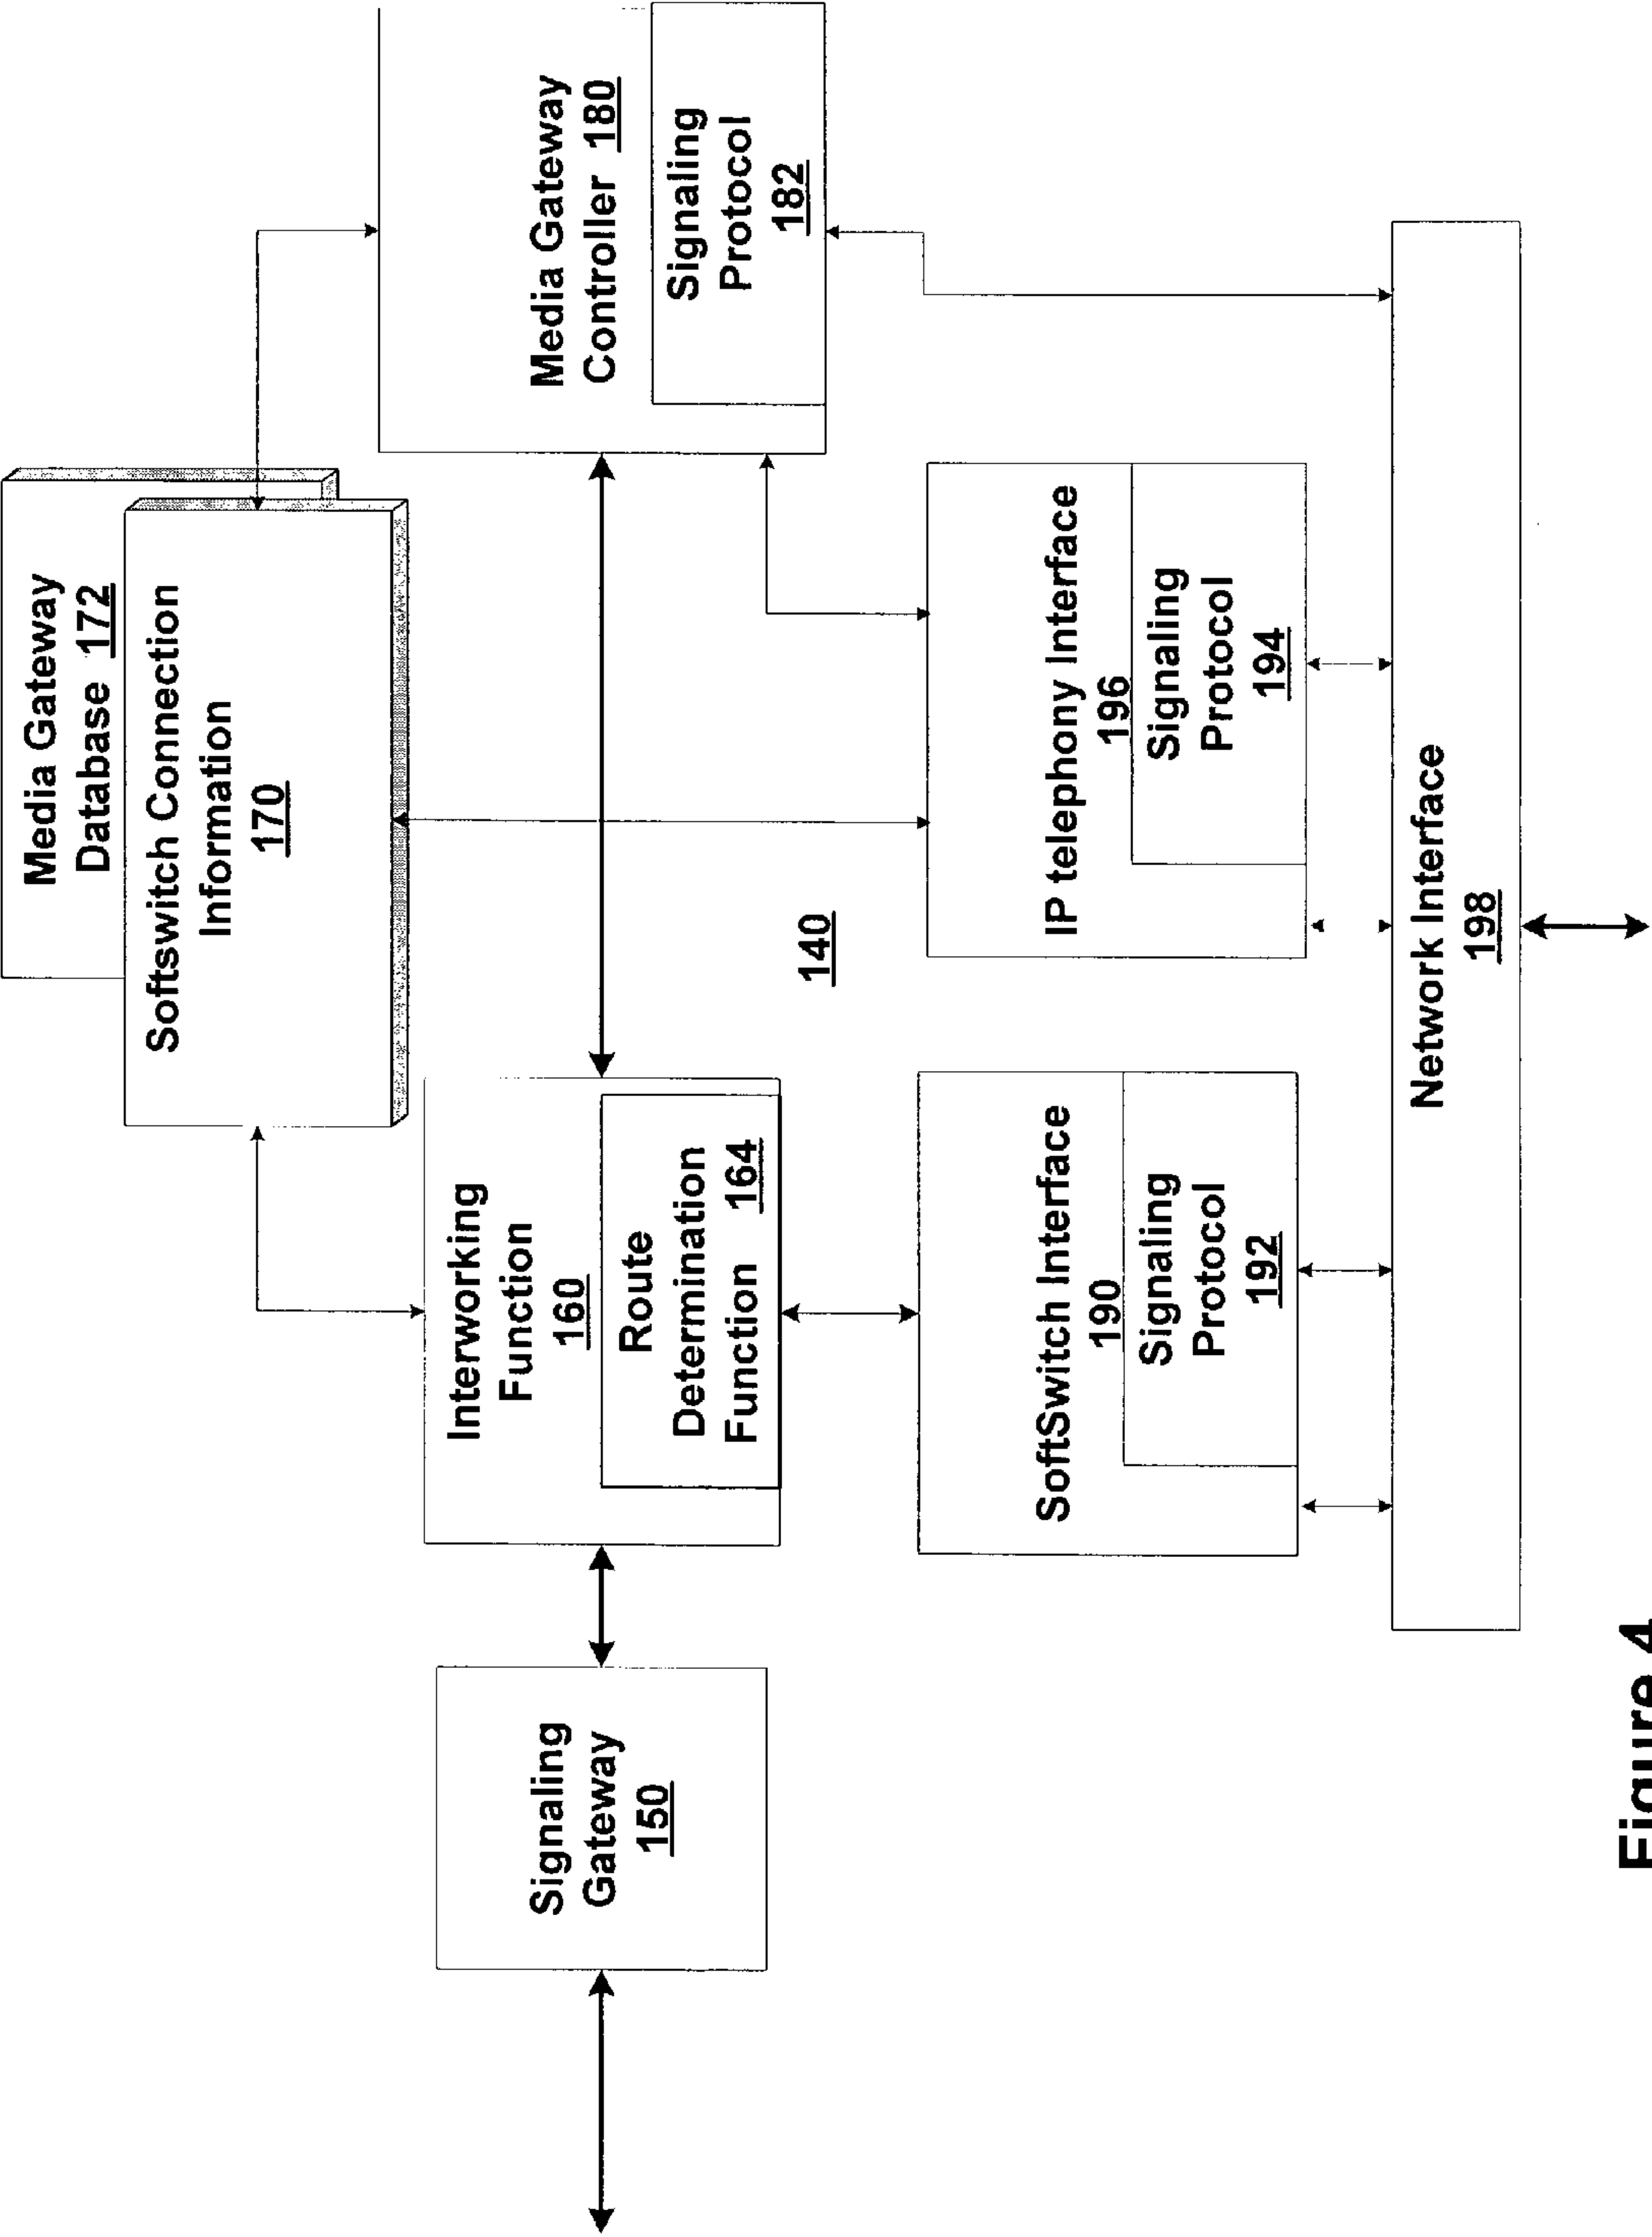 Media Gateway
Database 172
Softswitch Connection
Information
170
Media Gateway
Controller 180
Signaling
Protocol
182
Interworking
Function
160
Route
Determination
Function 164
Signaling
Gateway
150
140
SoftSwitch Interface
190
Signaling
Protocol
192
IP telephony Interface
196
Signaling
Protocol
194
Network Interface
198
Figure 4